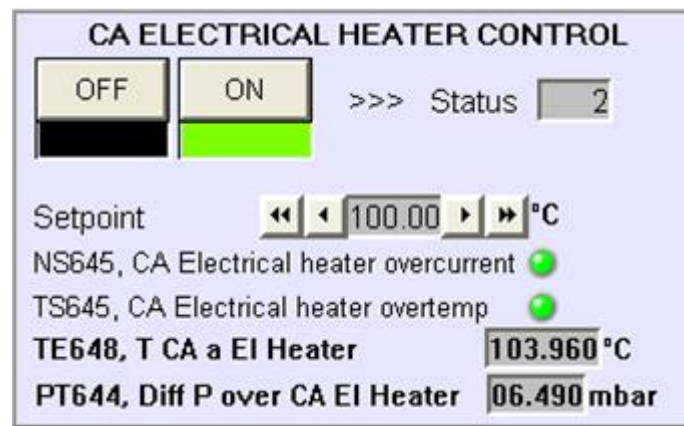 CA ELECTRICAL HEATER CONTROL
OFF ON >>> Status 2
Setpoint 100.00 °C
NS645, CA Electrical heater overcurrent
TS645, CA Electrical heater overtemp
TE648, T CA a El Heater 103.960 °C
PT644, Diff P over CA El Heater 06.490 mbar